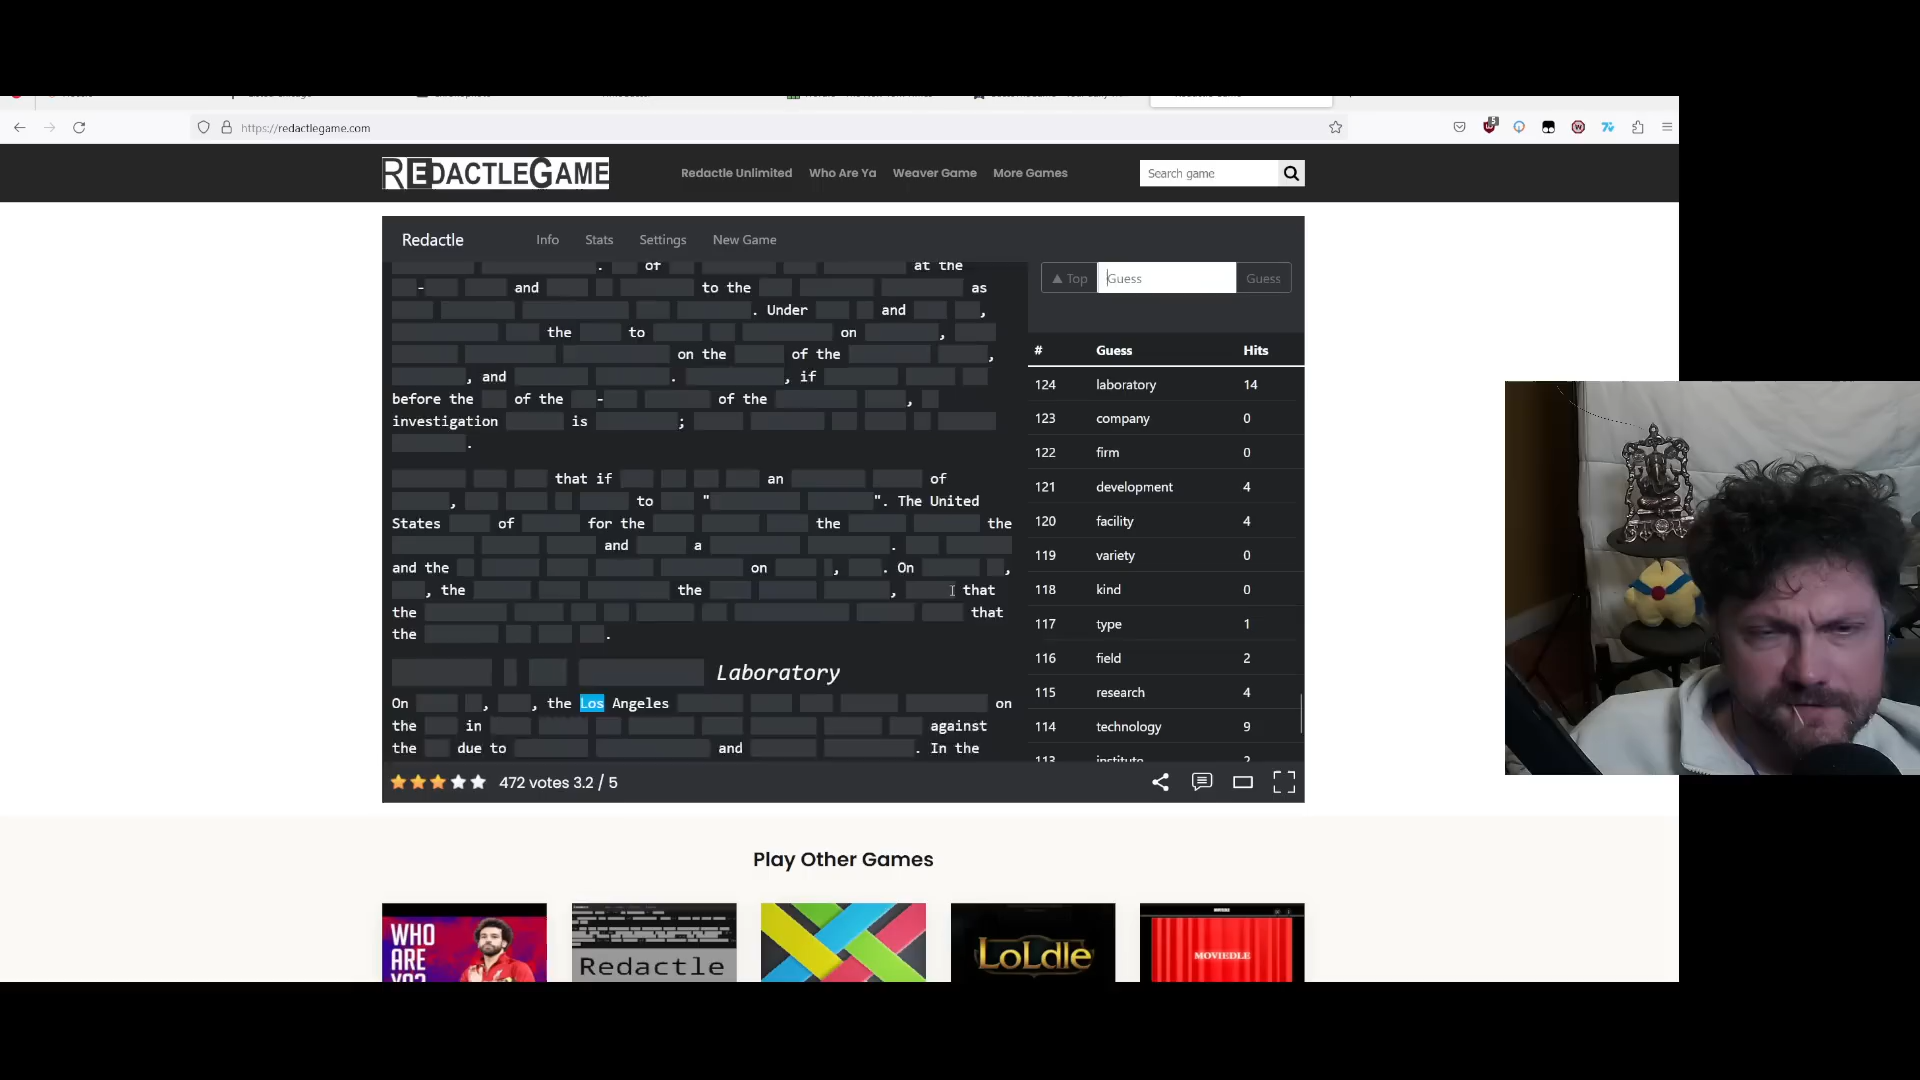 https://redactlegame.com
REDACTLEGAME
Redactle Unlimited Who Are Ya Weaver Game More Games
Search game
Redactle Info Stats Settings New Game
▲ Top Guess Guess
. of at the
- and to the as
. Under and ,
the to on ,
on the of the ,
, and . , if
before the of the - of the ,
investigation is ;
.
that if an of
, to " ". The United
States of for the the the
and a .
and the on , . On ,
, the the , that
the that
the .
Laboratory
On , , the Los Angeles on
the in against
the due to and . In the
# Guess Hits
124 laboratory 14
123 company 0
122 firm 0
121 development 4
120 facility 4
119 variety 0
118 kind 0
117 type 1
116 field 2
115 research 4
114 technology 9
113 institute 2
472 votes 3.2 / 5
Play Other Games
WHO
ARE
YA?
Redactle
LoLdle
MOVIEDLE